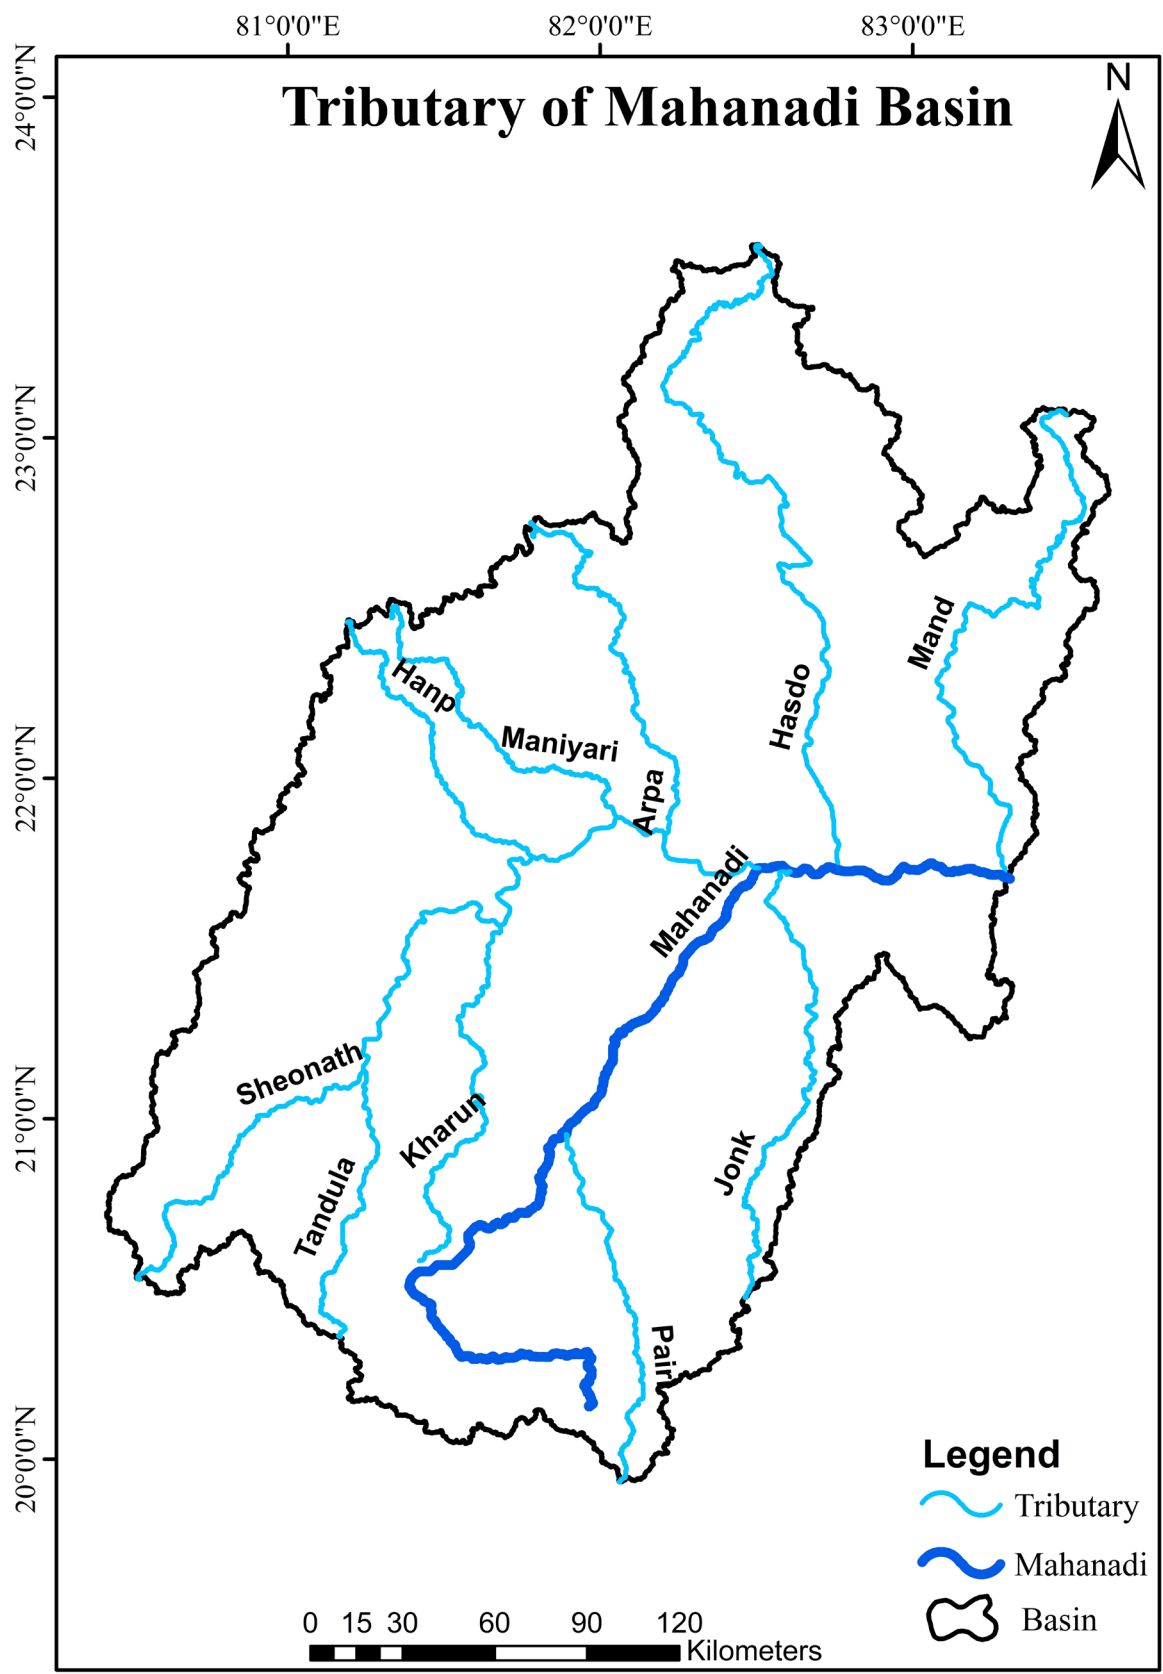 81°0'0"E 82°0'0"E 83°0'0"E
Tributary of Mahanadi Basin
N
24°0'0"N
23°0'0"N
22°0'0"N
21°0'0"N
20°0'0"N
Mand
Hasdo
Hanp
Maniyari
Arpa
Mahanadi
Sheonath
Kharun
Tandula
Jonk
Pairi
Legend
Tributary
Mahanadi
Basin
0 15 30 60 90 120
Kilometers